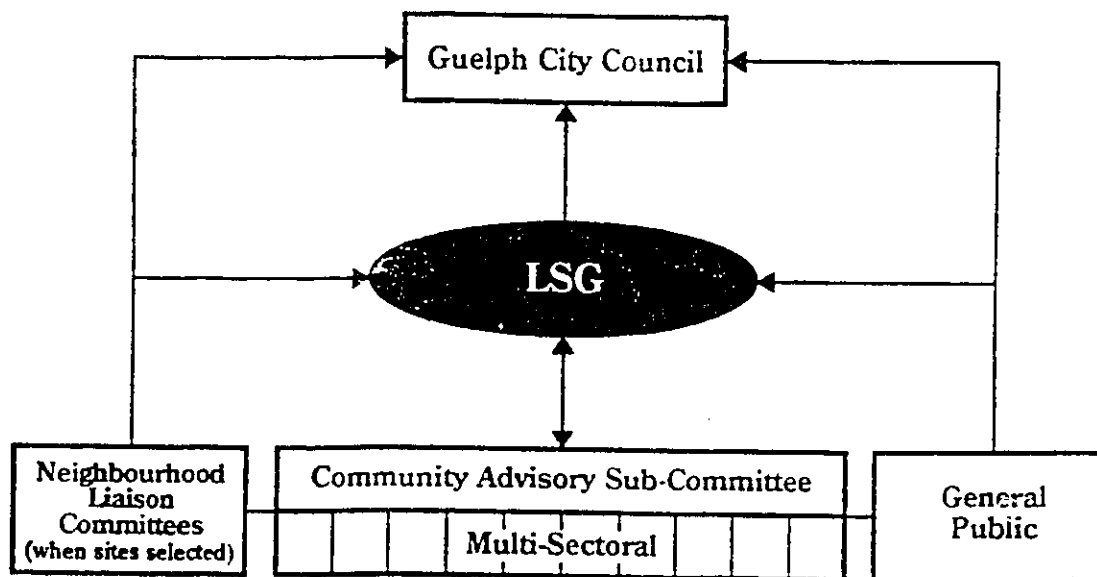 Guelph City Council
LSG
Neighbourhood
Liaison
Committees
(when sites selected)
Community Advisory Sub-Committee
Multi-Sectoral
General
Public